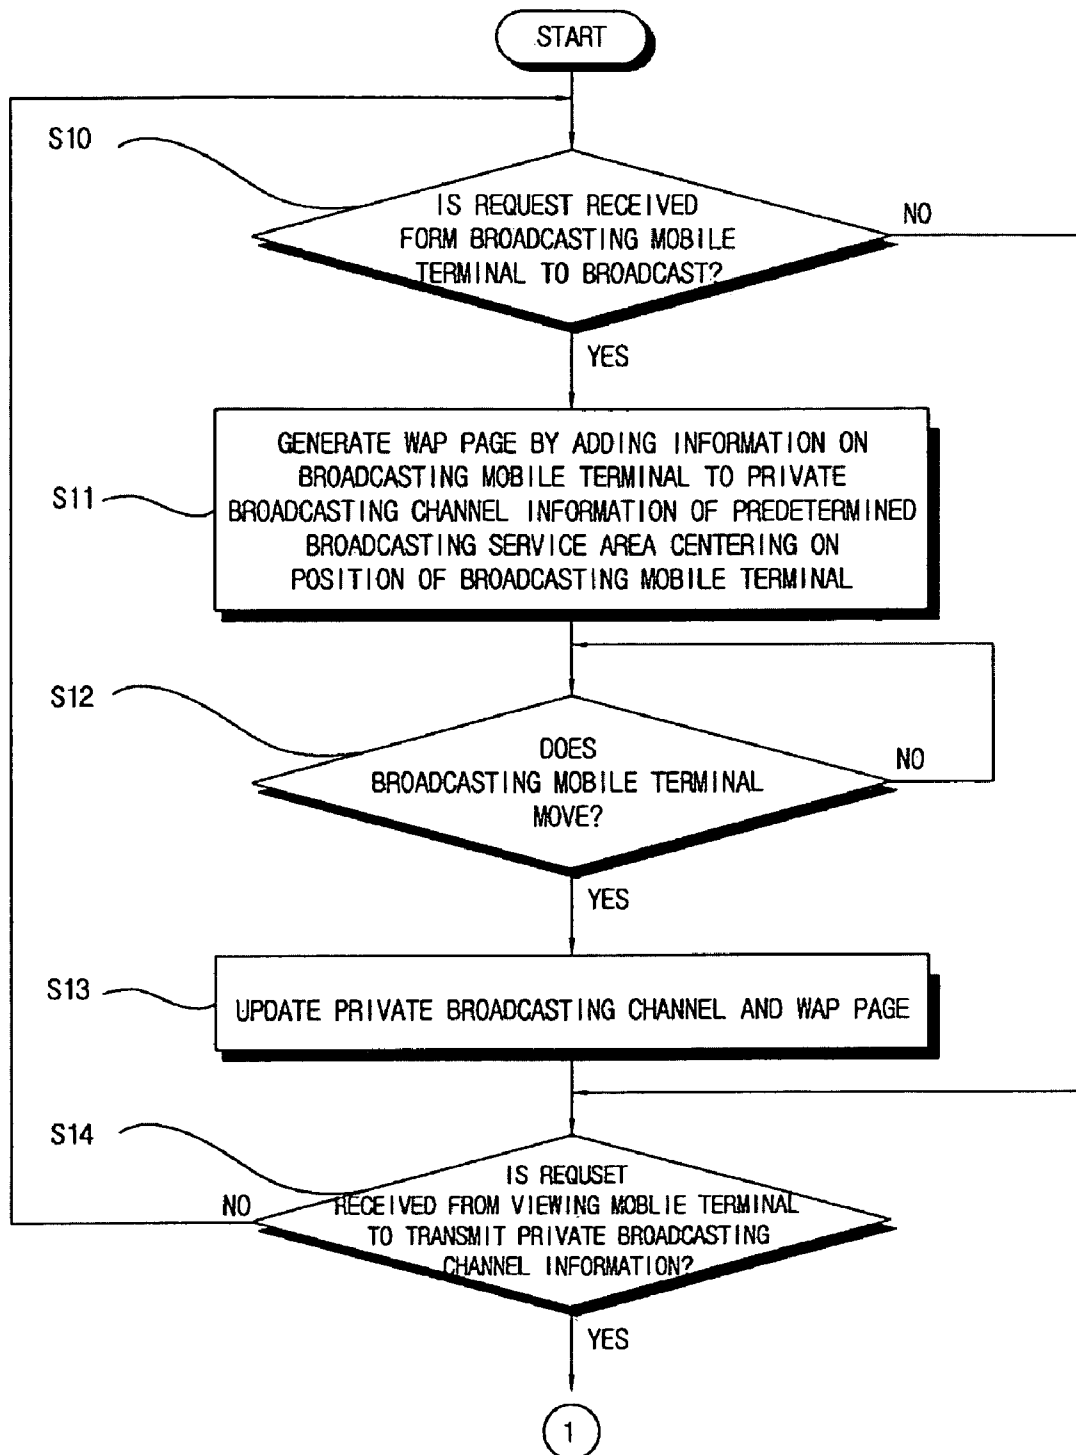 START
S10
IS REQUEST RECEIVED
FORM BROADCASTING MOBILE
TERMINAL TO BROADCAST?
NO
YES
S11
GENERATE WAP PAGE BY ADDING INFORMATION ON
BROADCASTING MOBILE TERMINAL TO PRIVATE
BROADCASTING CHANNEL INFORMATION OF PREDETERMINED
BROADCASTING SERVICE AREA CENTERING ON
POSITION OF BROADCASTING MOBILE TERMINAL
S12
DOES
BROADCASTING MOBILE TERMINAL
MOVE?
NO
YES
S13
UPDATE PRIVATE BROADCASTING CHANNEL AND WAP PAGE
S14
IS REQUSET
RECEIVED FROM VIEWING MOBLIE TERMINAL
TO TRANSMIT PRIVATE BROADCASTING
CHANNEL INFORMATION?
NO
YES
1